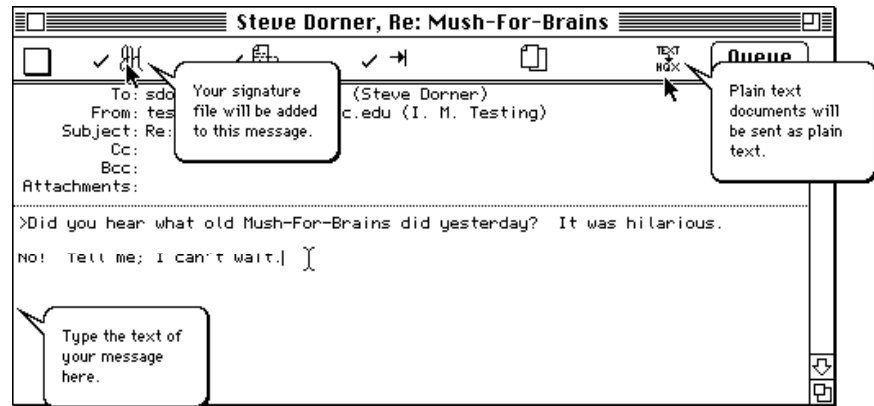 Steve Dorner, Re: Mush-For-Brains
TEXT
HQX
Queue
To: sdo (Steve Dorner)
From: tes c.edu (I. M. Testing)
Subject: Re:
Cc:
Bcc:
Attachments:
Your signature
file will be added
to this message.
Plain text
documents will
be sent as plain
text.
>Did you hear what old Mush-For-Brains did yesterday?  It was hilarious.
No!  Tell me; I can't wait.
Type the text of
your message
here.